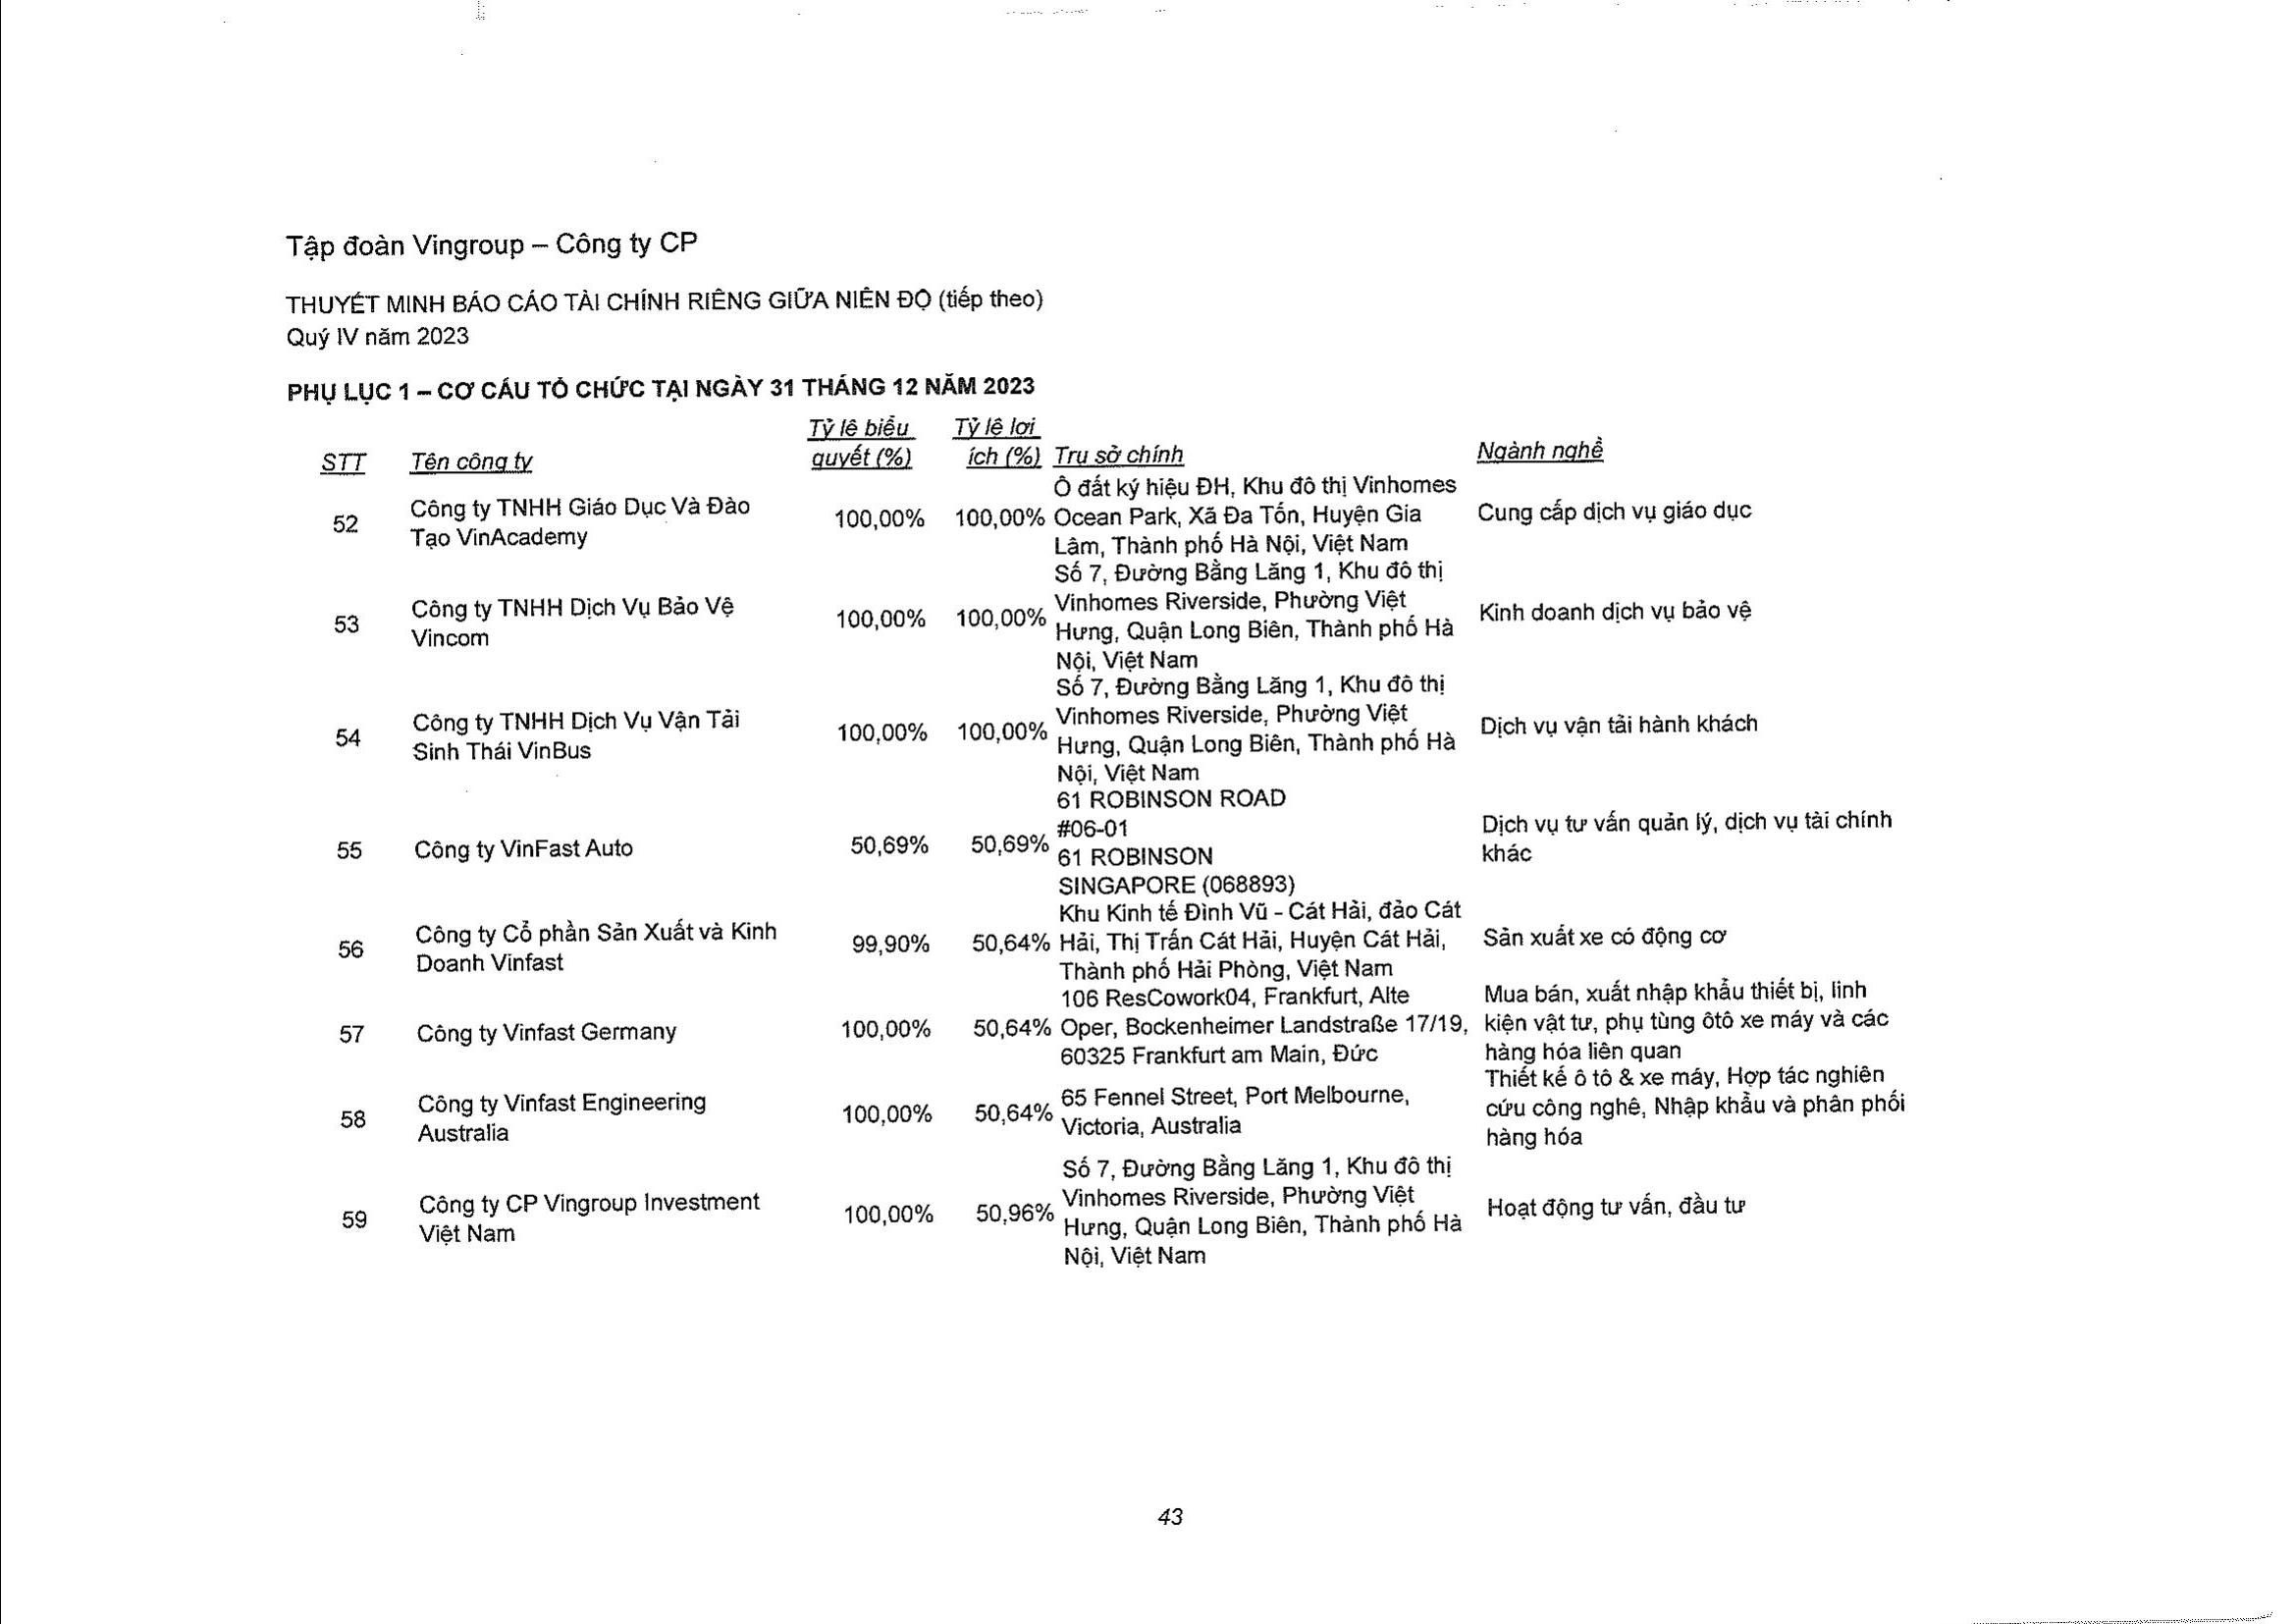 Tập đoàn Vingroup – Công ty CP
THUYẾT MINH BÁO CÁO TÀI CHÍNH RIÊNG GIỮA NIÊN ĐỘ (tiếp theo)
Quý IV năm 2023
PHỤ LỤC 1 – CƠ CẤU TỔ CHỨC TẠI NGÀY 31 THÁNG 12 NĂM 2023
STT Tên công ty Tỷ lệ biểu quyết (%) Tỷ lệ lợi ích (%) Trụ sở chính Ngành nghề
52 Công ty TNHH Giáo Dục Và Đào Tạo VinAcademy 100,00% 100,00% Ô đất ký hiệu ĐH, Khu đô thị Vinhomes Ocean Park, Xã Đa Tốn, Huyện Gia Lâm, Thành phố Hà Nội, Việt Nam Cung cấp dịch vụ giáo dục
53 Công ty TNHH Dịch Vụ Bảo Vệ Vincom 100,00% 100,00% Số 7, Đường Bằng Lăng 1, Khu đô thị Vinhomes Riverside, Phường Việt Hưng, Quận Long Biên, Thành phố Hà Nội, Việt Nam Kinh doanh dịch vụ bảo vệ
54 Công ty TNHH Dịch Vụ Vận Tải Sinh Thái VinBus 100,00% 100,00% Số 7, Đường Bằng Lăng 1, Khu đô thị Vinhomes Riverside, Phường Việt Hưng, Quận Long Biên, Thành phố Hà Nội, Việt Nam Dịch vụ vận tải hành khách
55 Công ty VinFast Auto 50,69% 50,69% 61 ROBINSON ROAD #06-01 61 ROBINSON SINGAPORE (068893) Dịch vụ tư vấn quản lý, dịch vụ tài chính khác
56 Công ty Cổ phần Sản Xuất và Kinh Doanh Vinfast 99,90% 50,64% Khu Kinh tế Đình Vũ - Cát Hải, đảo Cát Hải, Thị Trấn Cát Hải, Huyện Cát Hải, Thành phố Hải Phòng, Việt Nam Sản xuất xe có động cơ
57 Công ty Vinfast Germany 100,00% 50,64% 106 ResCowork04, Frankfurt, Alte Oper, Bockenheimer Landstraße 17/19, 60325 Frankfurt am Main, Đức Mua bán, xuất nhập khẩu thiết bị, linh kiện vật tư, phụ tùng ôtô xe máy và các hàng hóa liên quan
58 Công ty Vinfast Engineering Australia 100,00% 50,64% 65 Fennel Street, Port Melbourne, Victoria, Australia Thiết kế ô tô & xe máy, Hợp tác nghiên cứu công nghê, Nhập khẩu và phân phối hàng hóa
59 Công ty CP Vingroup Investment Việt Nam 100,00% 50,96% Số 7, Đường Bằng Lăng 1, Khu đô thị Vinhomes Riverside, Phường Việt Hưng, Quận Long Biên, Thành phố Hà Nội, Việt Nam Hoạt động tư vấn, đầu tư
43